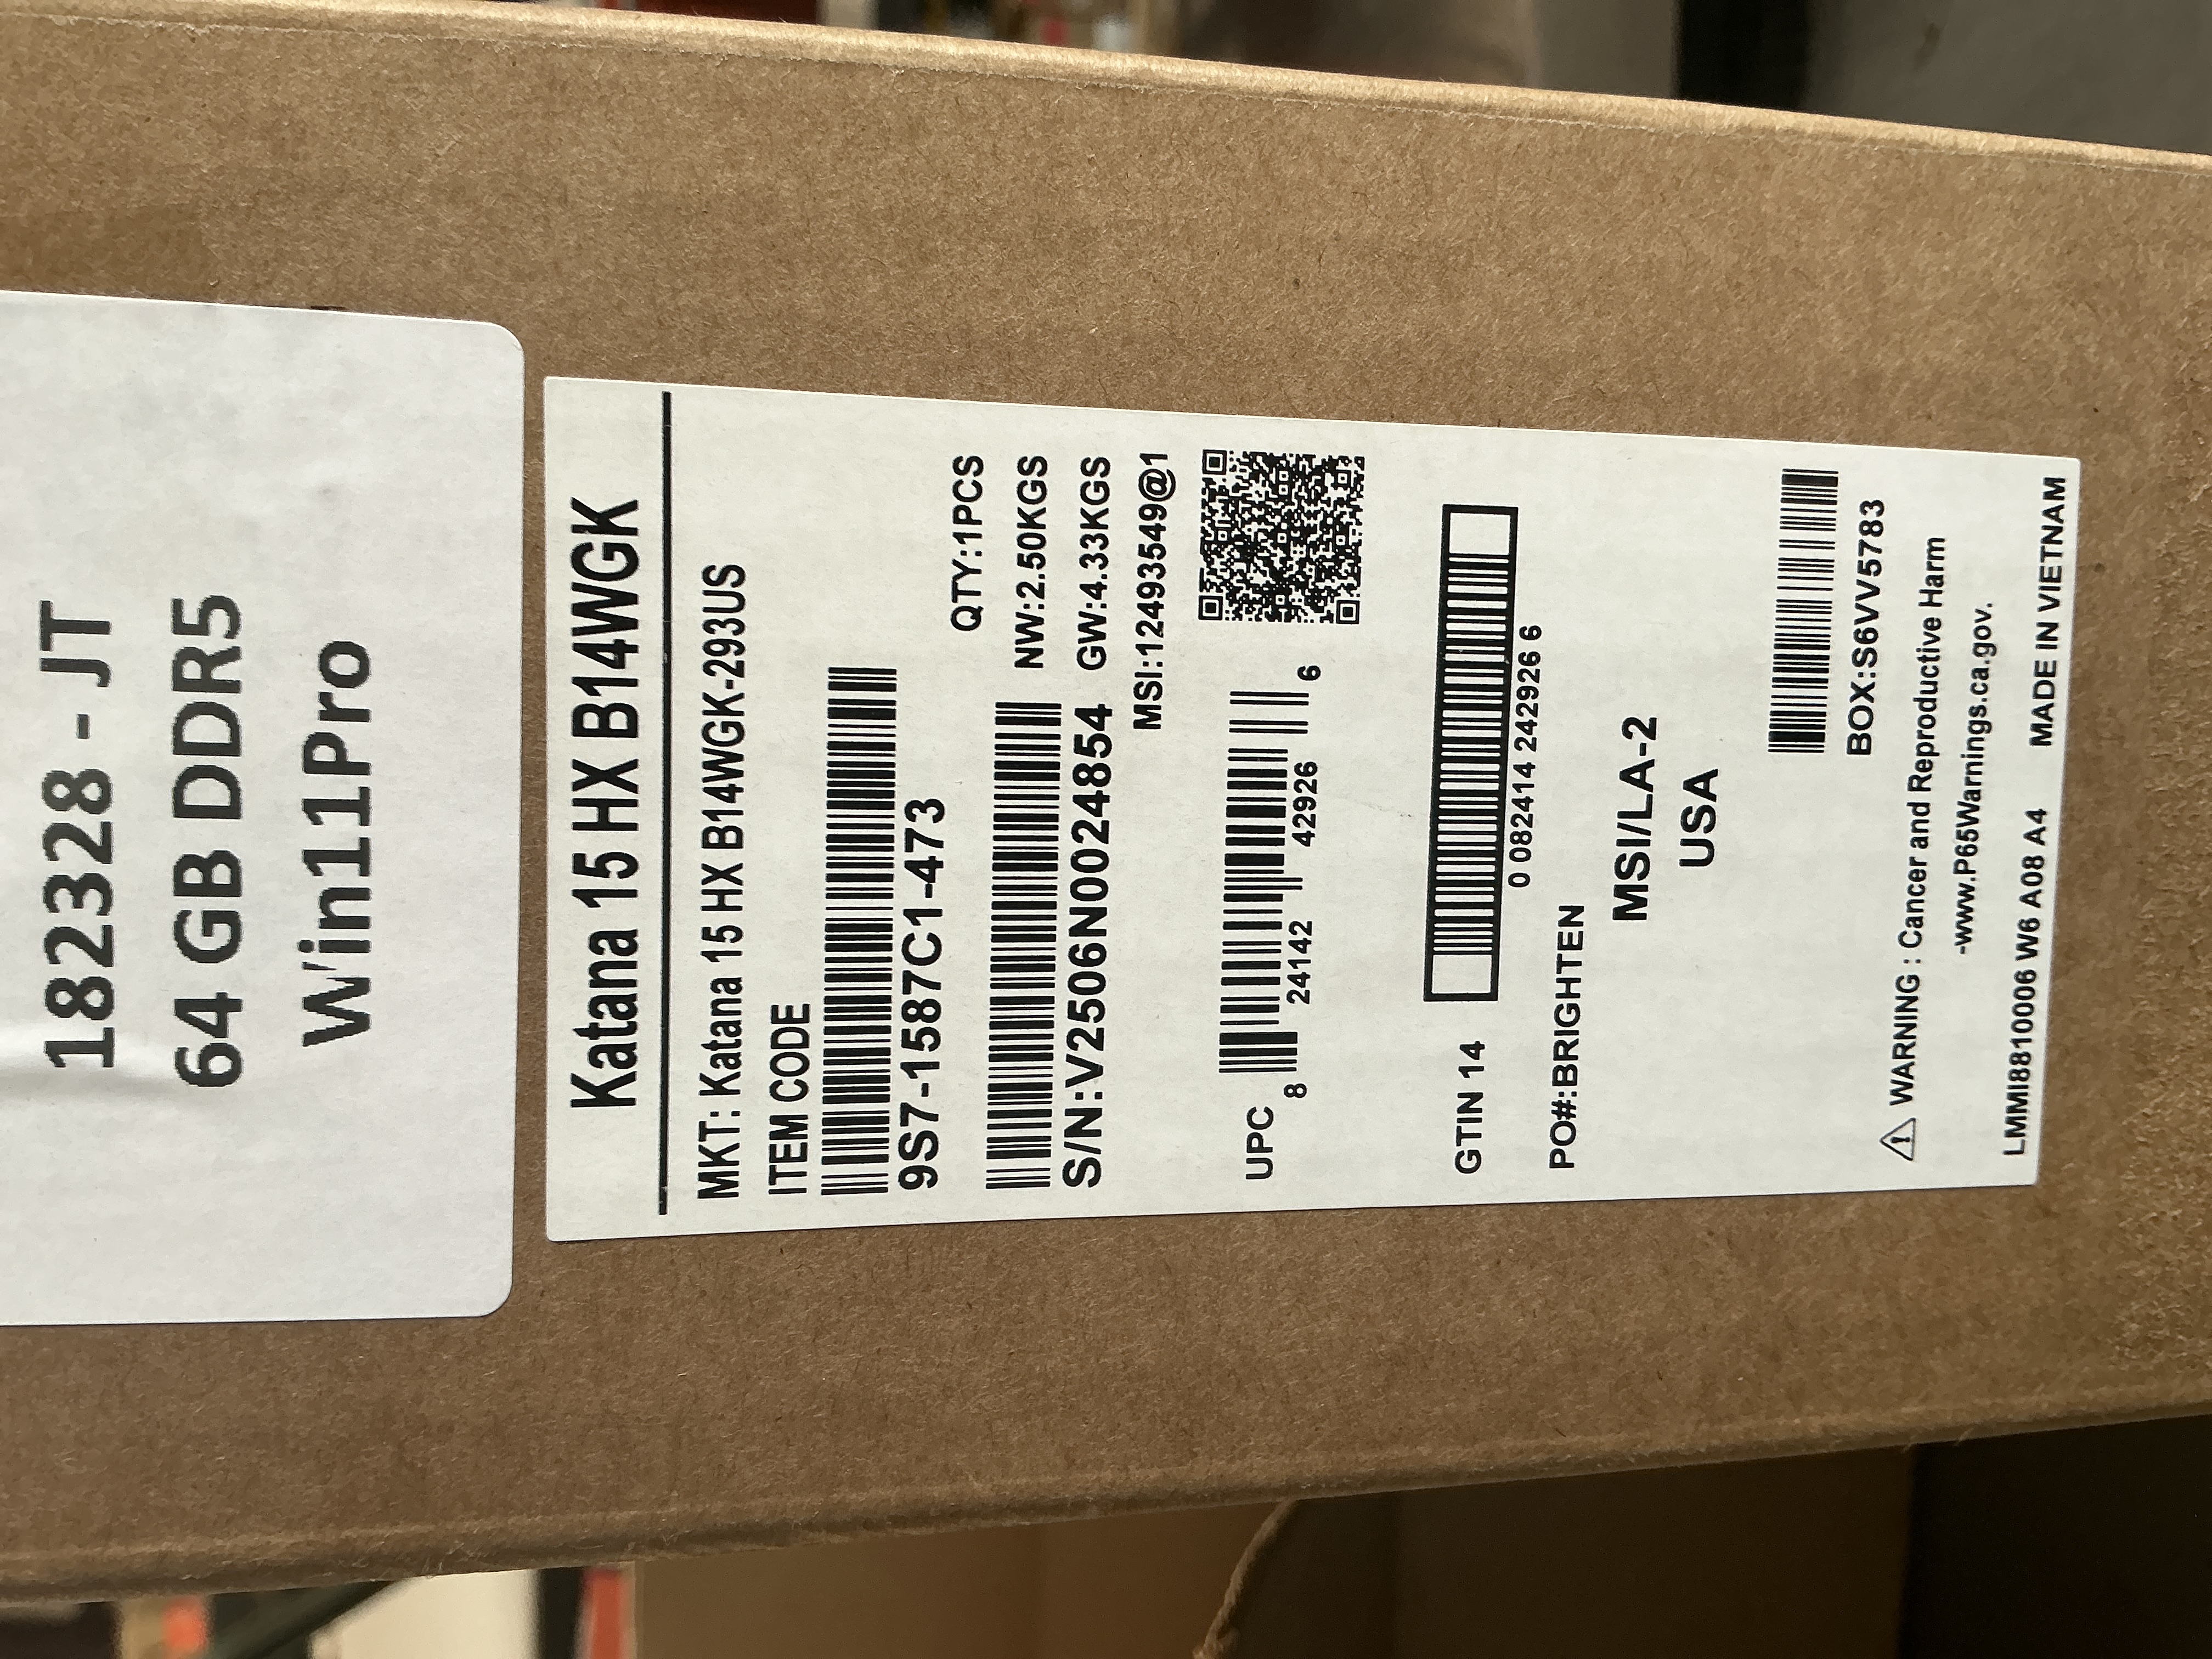 182328 - JT
64 GB DDR5
Win11Pro
Katana 15 HX B14WGK
MKT: Katana 15 HX B14WGK-293US
ITEM CODE
9S7-1587C1-473
QTY:1PCS
S/N:V2506N0024854
NW:2.50KGS
GW:4.33KGS
MSI:124935549@1
UPC
8 24142 42926 6
GTIN 14
0 082414 242926 6
PO#:BRIGHTEN
MSI/LA-2
USA
BOX:S6VVV5783
WARNING : Cancer and Reproductive Harm
-www.P65Warnings.ca.gov.
LMMI8810006 W6 A08 A4 MADE IN VIETNAM